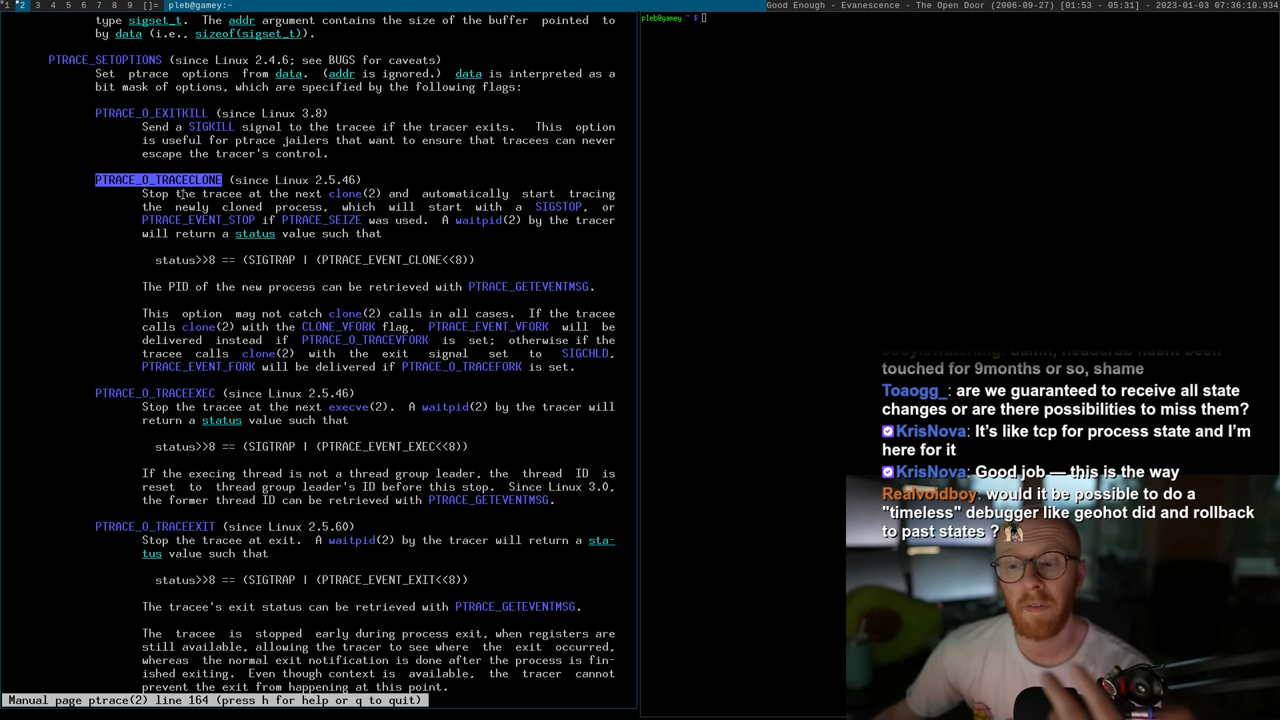 1 2 3 4 5 6 7 8 9 []= pleb@gamey:~
Good Enough - Evanescence - The Open Door (2006-09-27) [01:53 - 05:31] - 2023-01-03 07:36:10.934
type sigset_t. The addr argument contains the size of the buffer pointed to
by data (i.e., sizeof(sigset_t)).
PTRACE_SETOPTIONS (since Linux 2.4.6; see BUGS for caveats)
Set ptrace options from data. (addr is ignored.) data is interpreted as a
bit mask of options, which are specified by the following flags:
PTRACE_O_EXITKILL (since Linux 3.8)
Send a SIGKILL signal to the tracee if the tracer exits. This option
is useful for ptrace jailers that want to ensure that tracees can never
escape the tracer's control.
PTRACE_O_TRACECLONE (since Linux 2.5.46)
Stop the tracee at the next clone(2) and automatically start tracing
the newly cloned process, which will start with a SIGSTOP, or
PTRACE_EVENT_STOP if PTRACE_SEIZE was used. A waitpid(2) by the tracer
will return a status value such that
status>>8 == (SIGTRAP | (PTRACE_EVENT_CLONE<<8))
The PID of the new process can be retrieved with PTRACE_GETEVENTMSG.
This option may not catch clone(2) calls in all cases. If the tracee
calls clone(2) with the CLONE_VFORK flag, PTRACE_EVENT_VFORK will be
delivered instead if PTRACE_O_TRACEVFORK is set; otherwise if the
tracee calls clone(2) with the exit signal set to SIGCHLD,
PTRACE_EVENT_FORK will be delivered if PTRACE_O_TRACEFORK is set.
PTRACE_O_TRACEEXEC (since Linux 2.5.46)
Stop the tracee at the next execve(2). A waitpid(2) by the tracer will
return a status value such that
status>>8 == (SIGTRAP | (PTRACE_EVENT_EXEC<<8))
If the execing thread is not a thread group leader, the thread ID is
reset to thread group leader's ID before this stop. Since Linux 3.0,
the former thread ID can be retrieved with PTRACE_GETEVENTMSG.
PTRACE_O_TRACEEXIT (since Linux 2.5.60)
Stop the tracee at exit. A waitpid(2) by the tracer will return a sta-
tus value such that
status>>8 == (SIGTRAP | (PTRACE_EVENT_EXIT<<8))
The tracee's exit status can be retrieved with PTRACE_GETEVENTMSG.
The tracee is stopped early during process exit, when registers are
still available, allowing the tracer to see where the exit occurred,
whereas the normal exit notification is done after the process is fin-
ished exiting. Even though context is available, the tracer cannot
prevent the exit from happening at this point.
Manual page ptrace(2) line 164 (press h for help or q to quit)
pleb@gamey ~ $
damn, headcrab hasnt been
touched for 9months or so, shame
Toaogg_: are we guaranteed to receive all state
changes or are there possibilities to miss them?
KrisNova: It's like tcp for process state and I'm
here for it
KrisNova: Good job — this is the way
Realvoidboy: would it be possible to do a
"timeless" debugger like geohot did and rollback
to past states ?